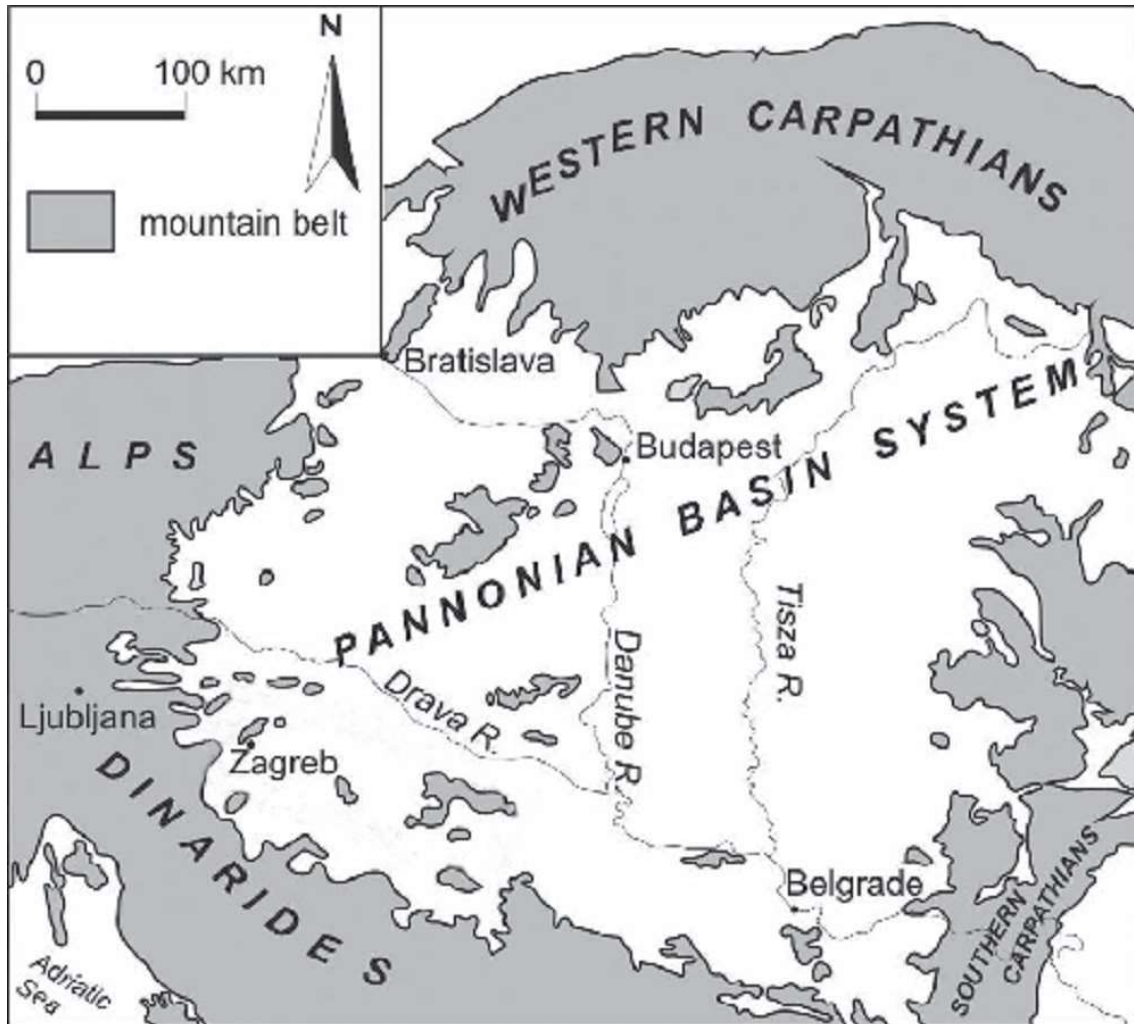 N
0 100 km
mountain belt
WESTERN CARPATHIANS
Bratislava
ALPS
Budapest
PANNONIAN BASIN SYSTEM
Tisza R.
Danube R.
Drava R.
Ljubljana
Zagreb
DINARIDES
Belgrade
SOUTHERN
CARPATHIANS
Adriatic
Sea